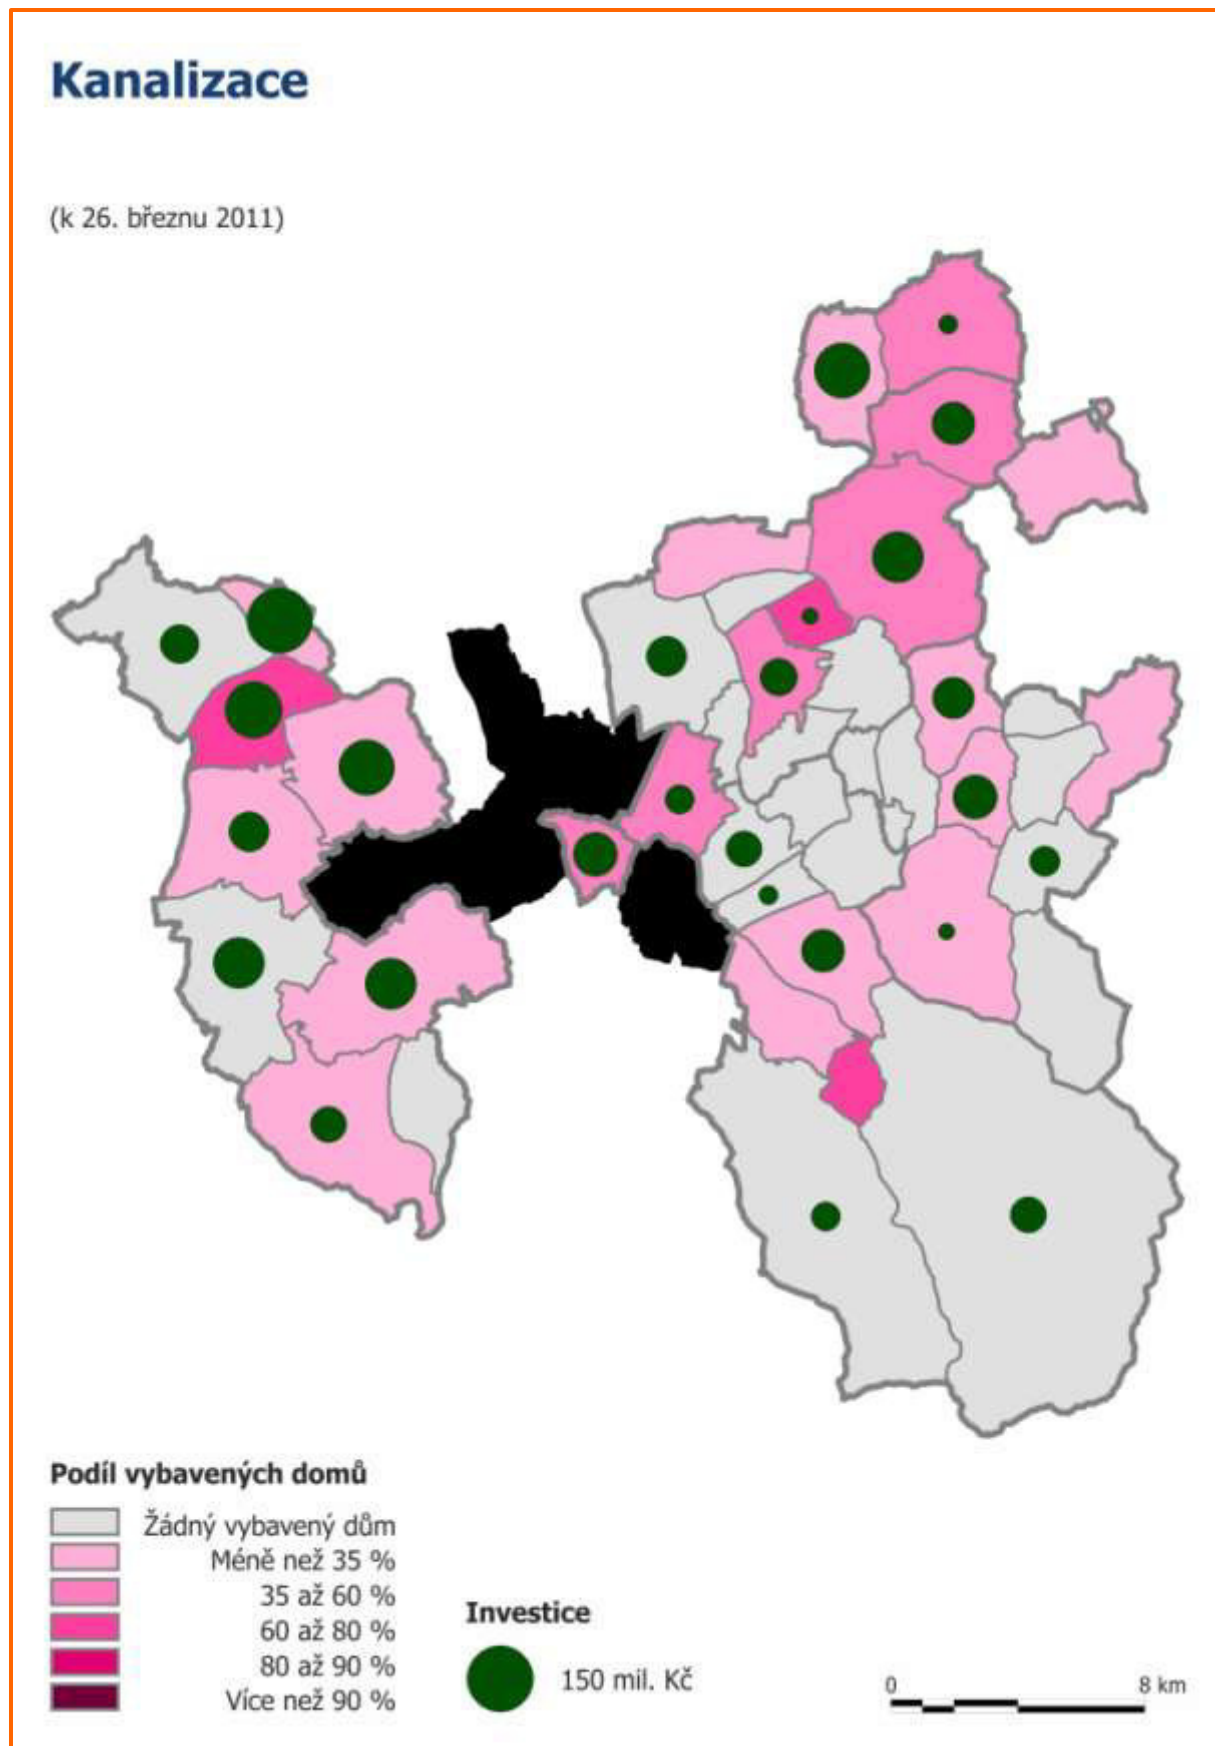 Kanalizace
(k 26. březnu 2011)
Podíl vybavených domů
Žádný vybavený dům
Méně než 35 %
35 až 60 %
60 až 80 %
80 až 90 %
Více než 90 %
Investice
150 mil. Kč
0 8 km